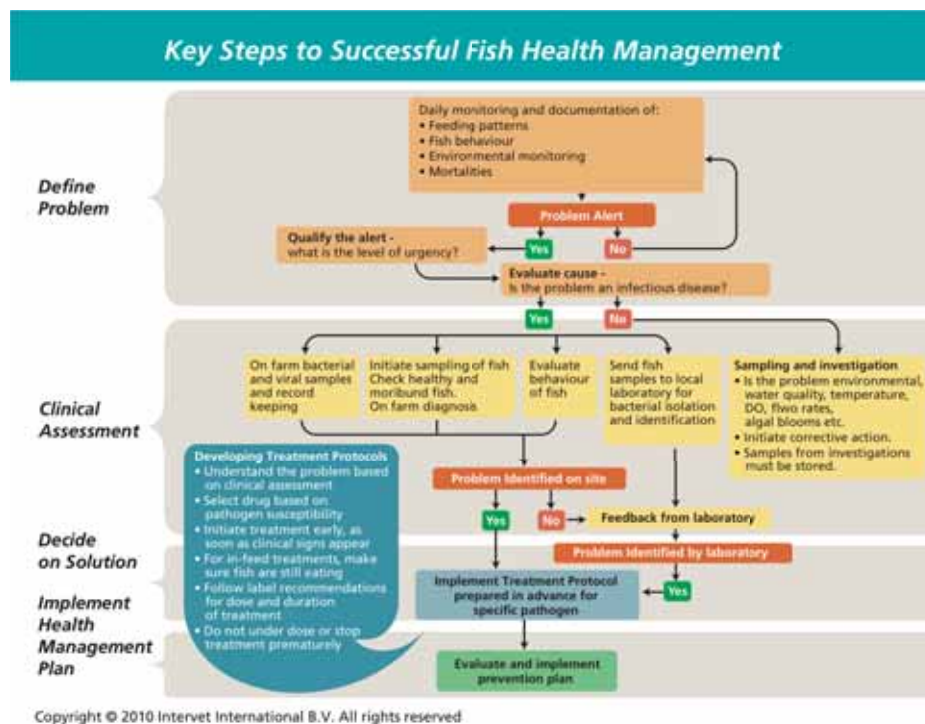 Key Steps to Successful Fish Health Management
Define
Problem
Daily monitoring and documentation of:
• Feeding patterns
• Fish behaviour
• Environmental monitoring
• Mortalities
Problem Alert
Yes
No
Qualify the alert -
what is the level of urgency?
Evaluate cause -
Is the problem an infectious disease?
Yes
No
Clinical
Assessment
On farm bacterial
and viral samples
and record
keeping
Initiate sampling of fish
Check healthy and
moribund fish.
On farm diagnosis
Evaluate
behaviour
iif fish
Send fish
samples to local
laboratory for
bacterial isolation
and identification
Sampling and investigation
• Is the problem environmental,
water quality, temperature,
DO, flwo rates,
algal blooms etc.
• Initiate corrective action.
• Samples from investigations
must be stored.
Developing Treatment Protocols
• Understand the problem based
on clinical assessment
• Select drug based on
pathogen susceptibility
• Initiate treatment early, as
soon as clinical signs appear
• For in-feed treatments, make
sure fish are still eating
• Follow label recommendations
for dose and duration
of treatment
• Do not under dose or stop
treatment prematurely
Problem Identified on site
Yes
No
Feedback from laboratory
Decide
on Solution
Problem Identified by laboratory
Yes
Implement Treatment Protocol
prepared in advance for
specific pathogen
Implement
Health
Management
Plan
Evaluate and implement
prevention plan
Copyright © 2010 Intervet International B.V. All rights reserved